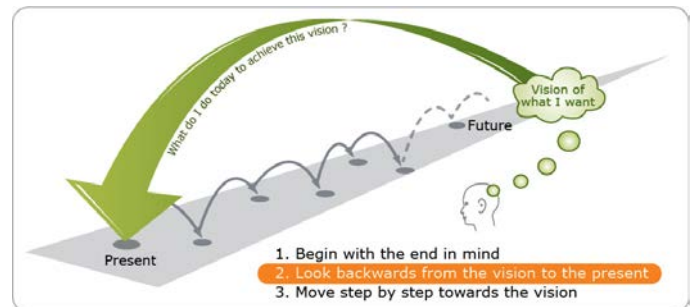 What do I do today to achieve this vision ?
Vision of
what I want
Future
Present
1. Begin with the end in mind
2. Look backwards from the vision to the present
3. Move step by step towards the vision